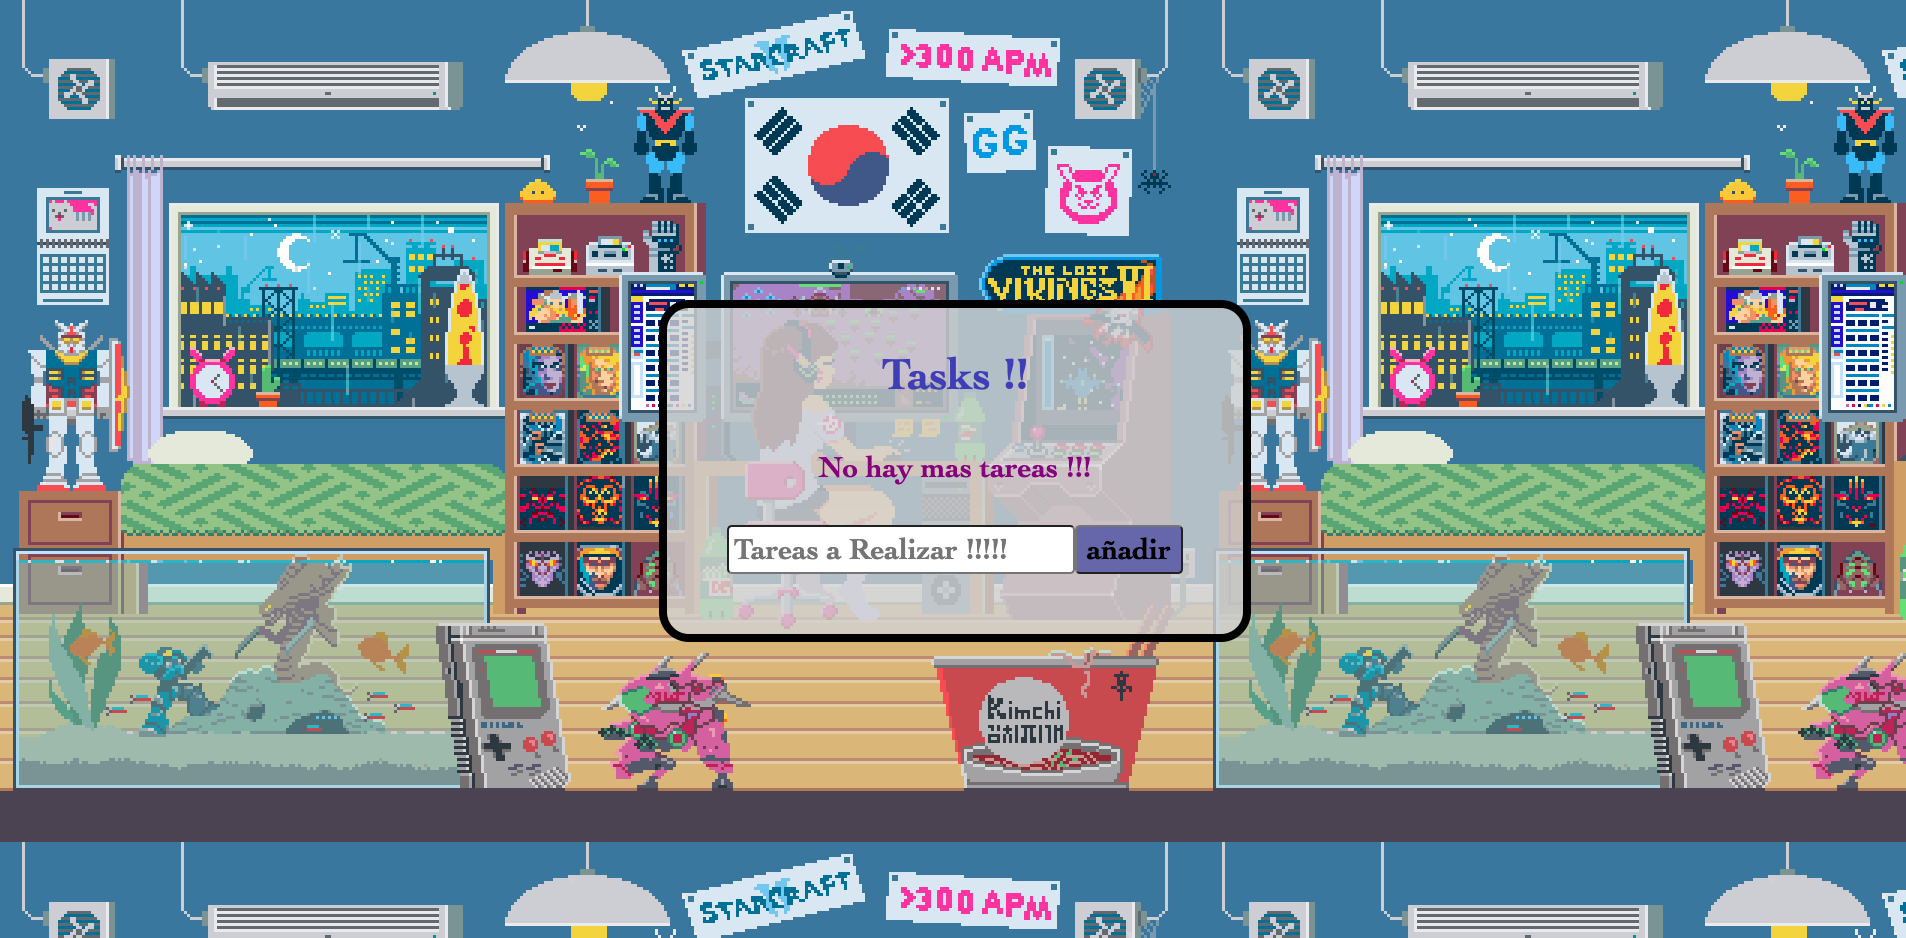 STARCRAFT
>300 APM
GG
THE LOST
VIKINGS VI
Tasks !!
No hay mas tareas !!!
Tareas a Realizar !!!!!
añadir
Kimchi
STARCRAFT
>300 APM